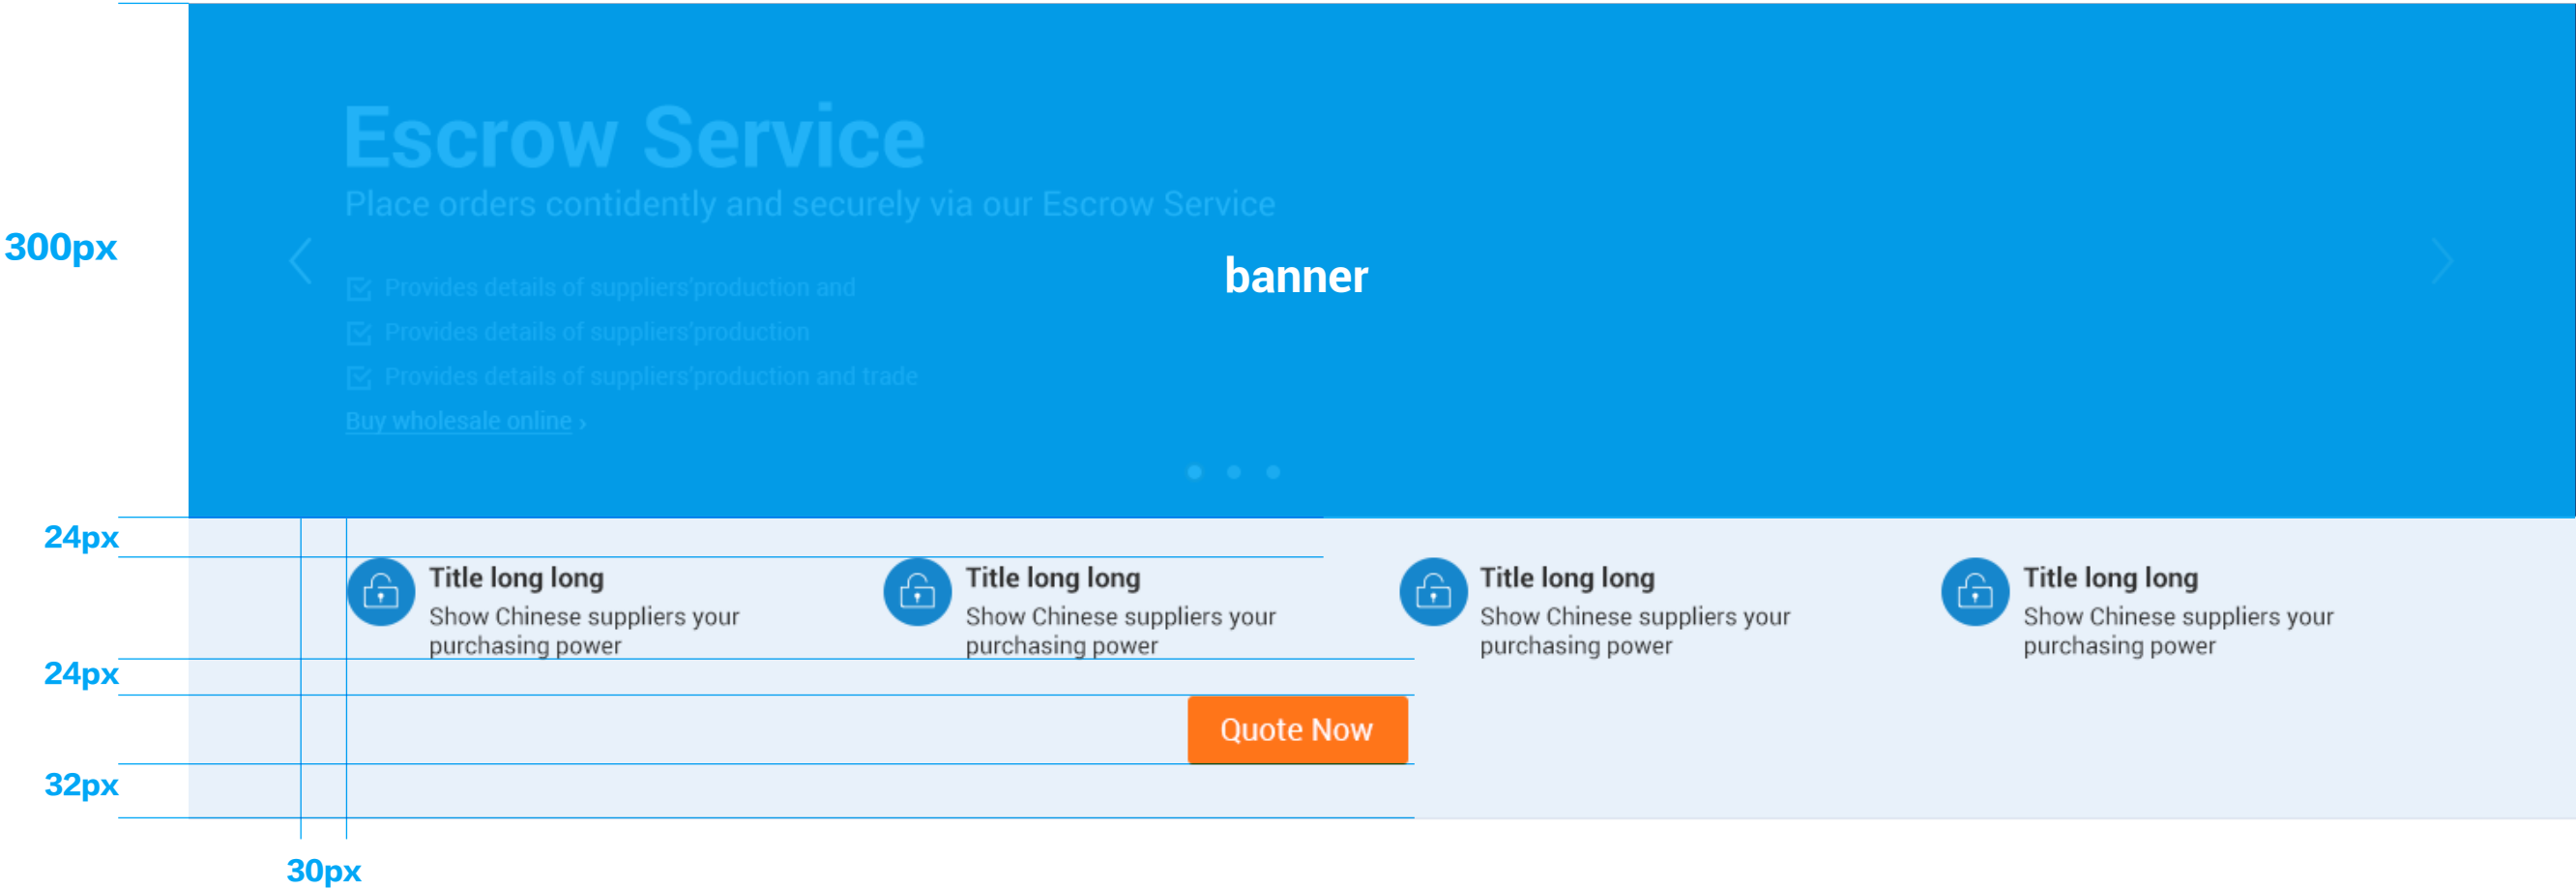 Escrow Service
Place orders contidently and securely via our Escrow Service
300px
banner
Provides details of suppliers'production and
Provides details of suppliers'production
Provides details of suppliers'production and trade
Buy wholesale online ›
24px
Title long long
Show Chinese suppliers your
purchasing power
Title long long
Show Chinese suppliers your
purchasing power
Title long long
Show Chinese suppliers your
purchasing power
Title long long
Show Chinese suppliers your
purchasing power
24px
Quote Now
32px
30px